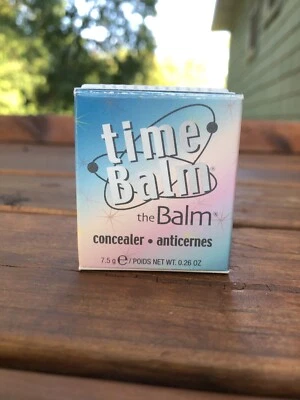 time
Balm®
theBalm®
concealer • anticernes
7.5 g ℮ / POIDS NET WT. 0.26 OZ